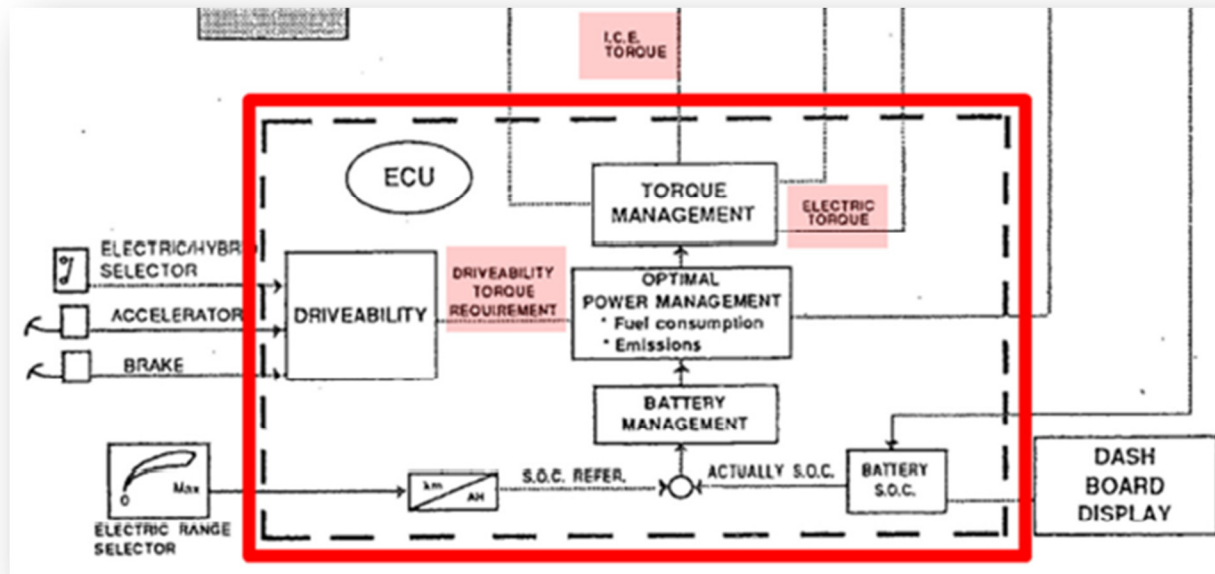 I.C.E.
TORQUE
ECU
TORQUE
MANAGEMENT
ELECTRIC
TORQUE
ELECTRIC/HYBRID
SELECTOR
ACCELERATOR
BRAKE
DRIVEABILITY
DRIVEABILITY
TORQUE
REQUIREMENT
OPTIMAL
POWER MANAGEMENT
* Fuel consumption
* Emissions
BATTERY
MANAGEMENT
0 Max
ELECTRIC RANGE
SELECTOR
km
AH
S.O.C. REFER.
ACTUALLY S.O.C.
BATTERY
S.O.C.
DASH
BOARD
DISPLAY